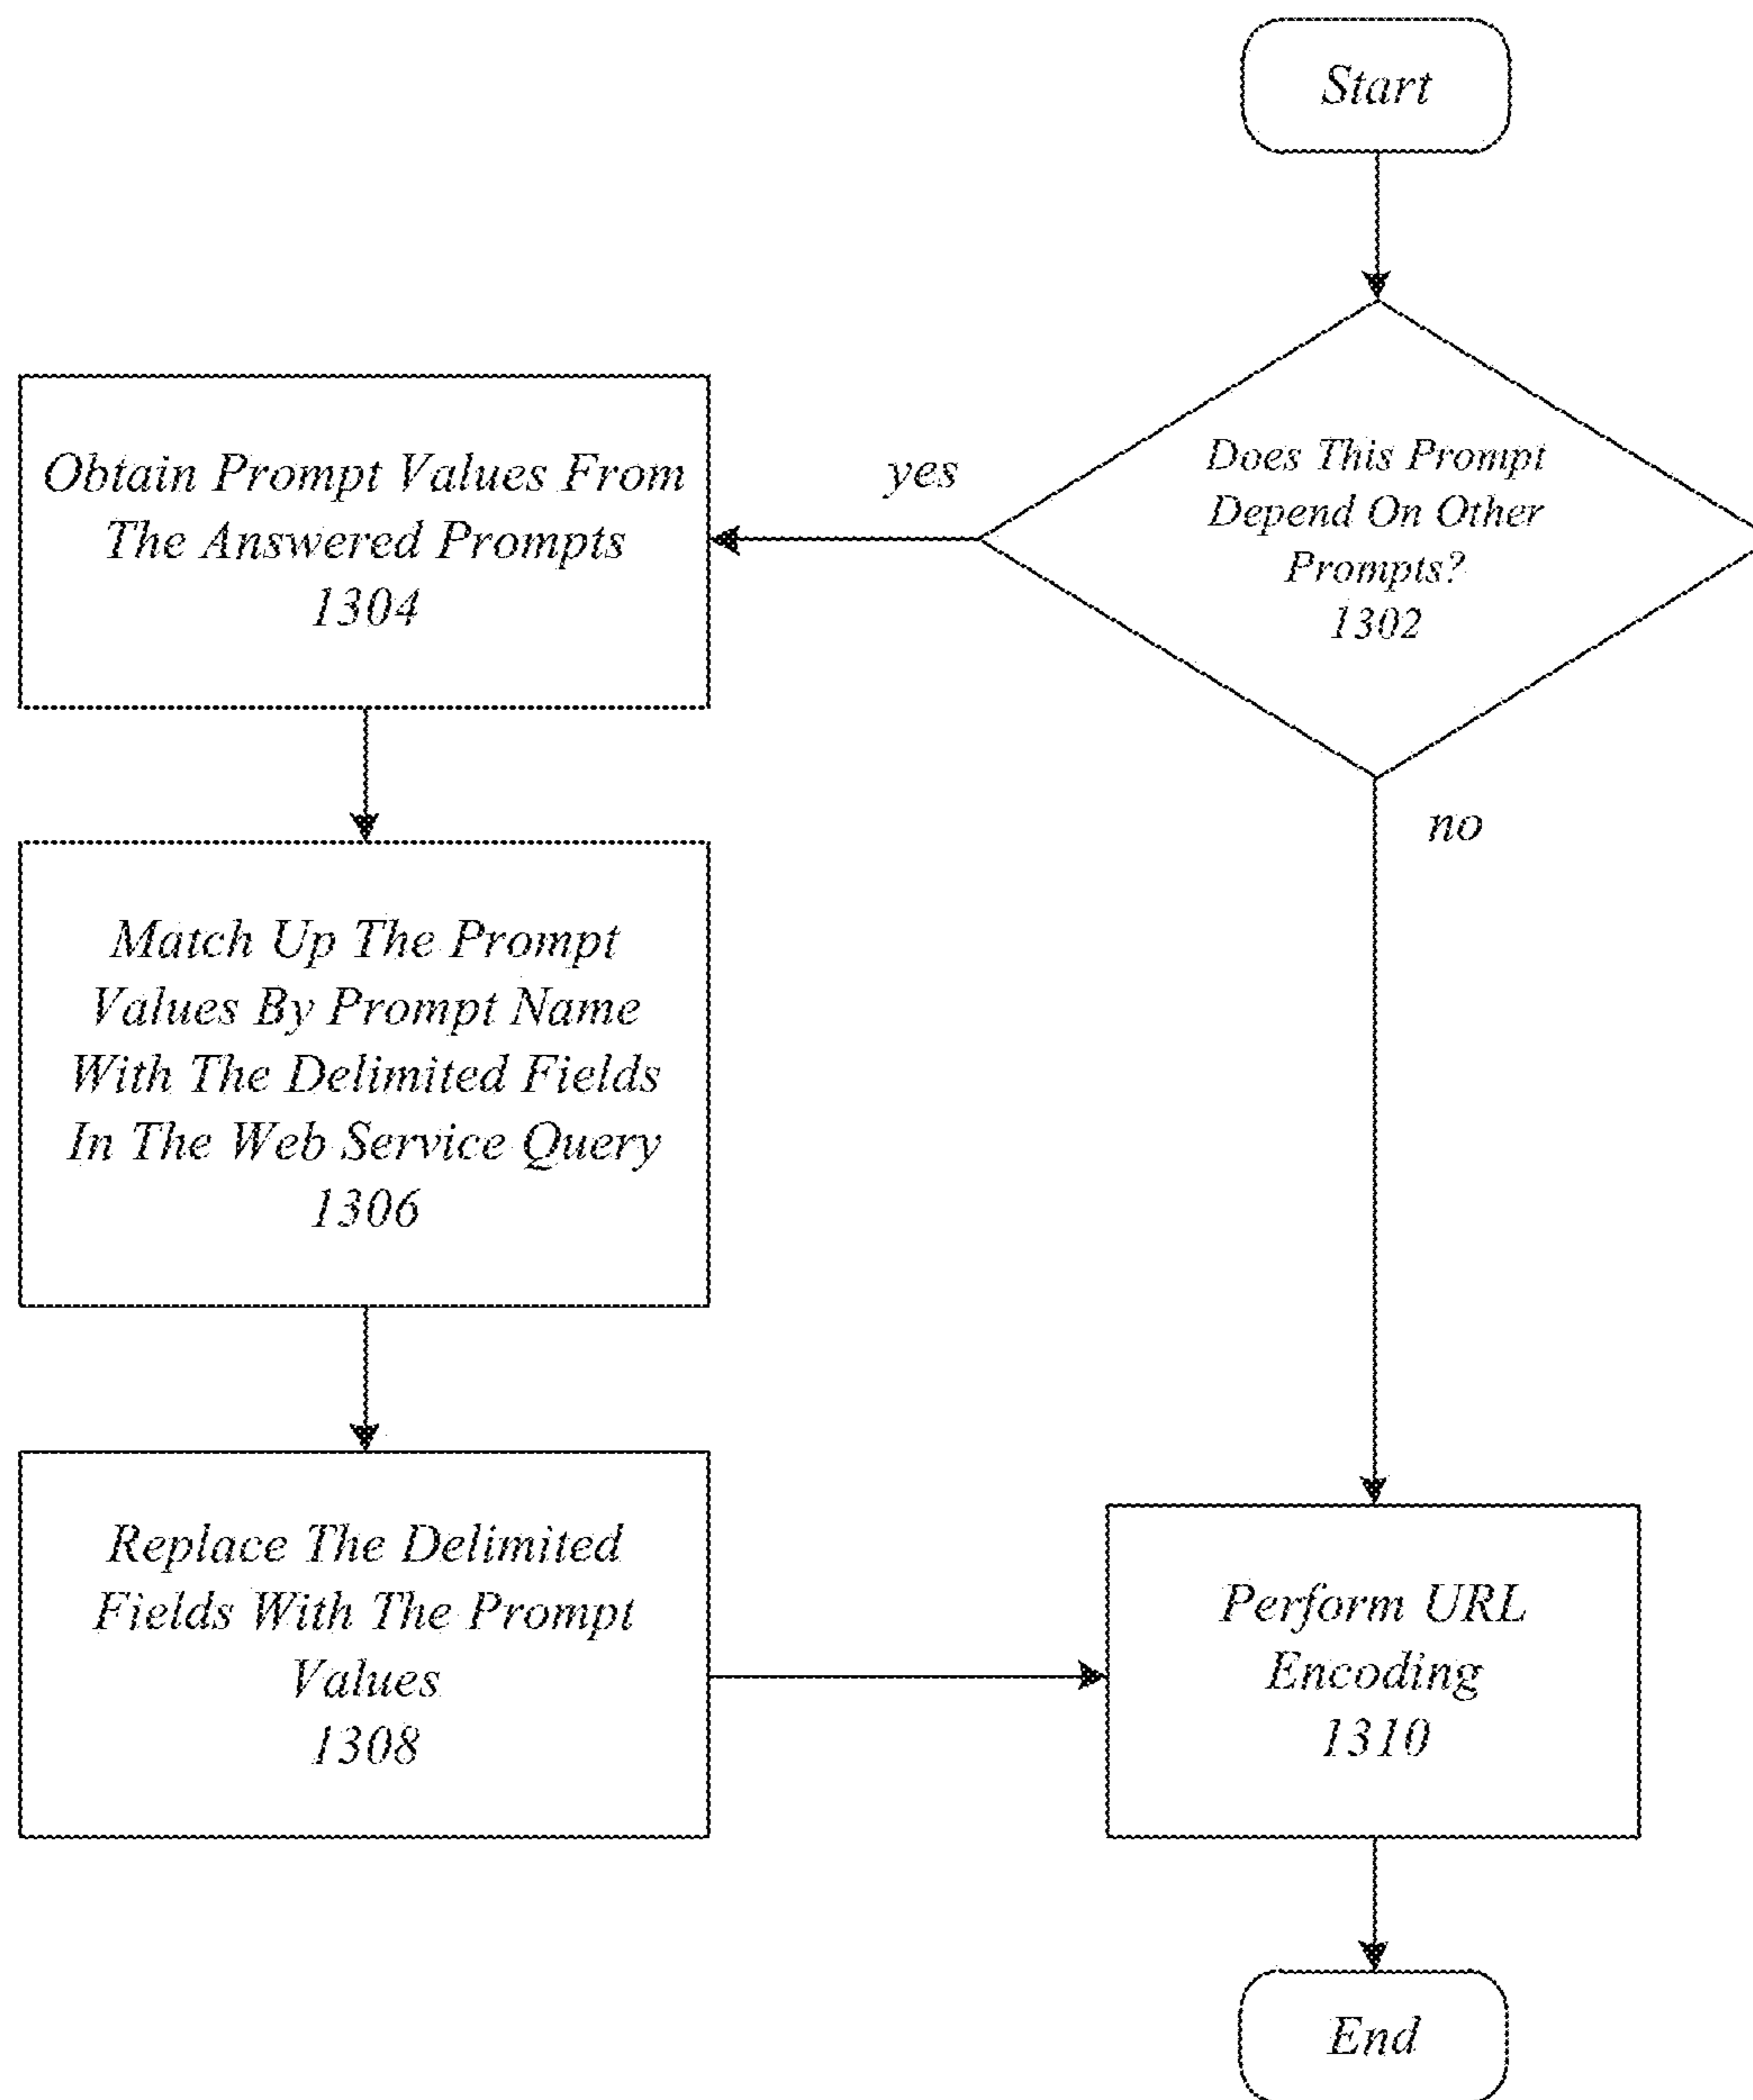 Start
Does This Prompt
Depend On Other
Prompts?
1302
yes
no
Obtain Prompt Values From
The Answered Prompts
1304
Match Up The Prompt
Values By Prompt Name
With The Delimited Fields
In The Web Service Query
1306
Replace The Delimited
Fields With The Prompt
Values
1308
Perform URL
Encoding
1310
End